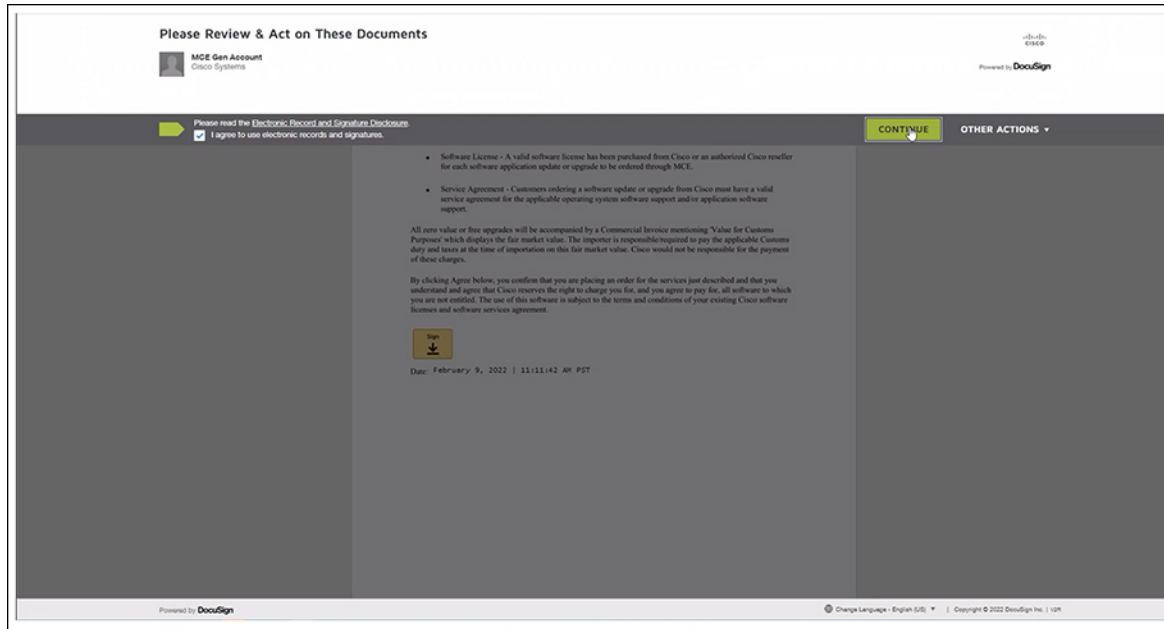 Please Review & Act on These Documents
MCE Gen Account
Cisco Systems
CISCO
Powered by DocuSign
Please read the Electronic Record and Signature Disclosure.
I agree to use electronic records and signatures.
CONTINUE
OTHER ACTIONS
• Software License - A valid software license has been purchased from Cisco or an authorized Cisco reseller
for each software application update or upgrade to be ordered through MCE.
• Service Agreement - Customers ordering a software update or upgrade from Cisco must have a valid
service agreement for the applicable operating system software support and/or application software
support.
All zero value or free upgrades will be accompanied by a Commercial Invoice mentioning 'Value for Customs
Purposes' which displays the fair market value. The importer is responsible/required to pay the applicable Customs
duty and taxes at the time of importation on this fair market value. Cisco would not be responsible for the payment
of these charges.
By clicking Agree below, you confirm that you are placing an order for the services just described and that you
understand and agree that Cisco reserves the right to charge you for, and you agree to pay for, all software to which
you are not entitled. The use of this software is subject to the terms and conditions of your existing Cisco software
licenses and software services agreement.
Sign
Date: February 9, 2022 | 11:11:42 AM PST
Powered by DocuSign
Change Language - English (US) | Copyright © 2022 DocuSign Inc. | V2R